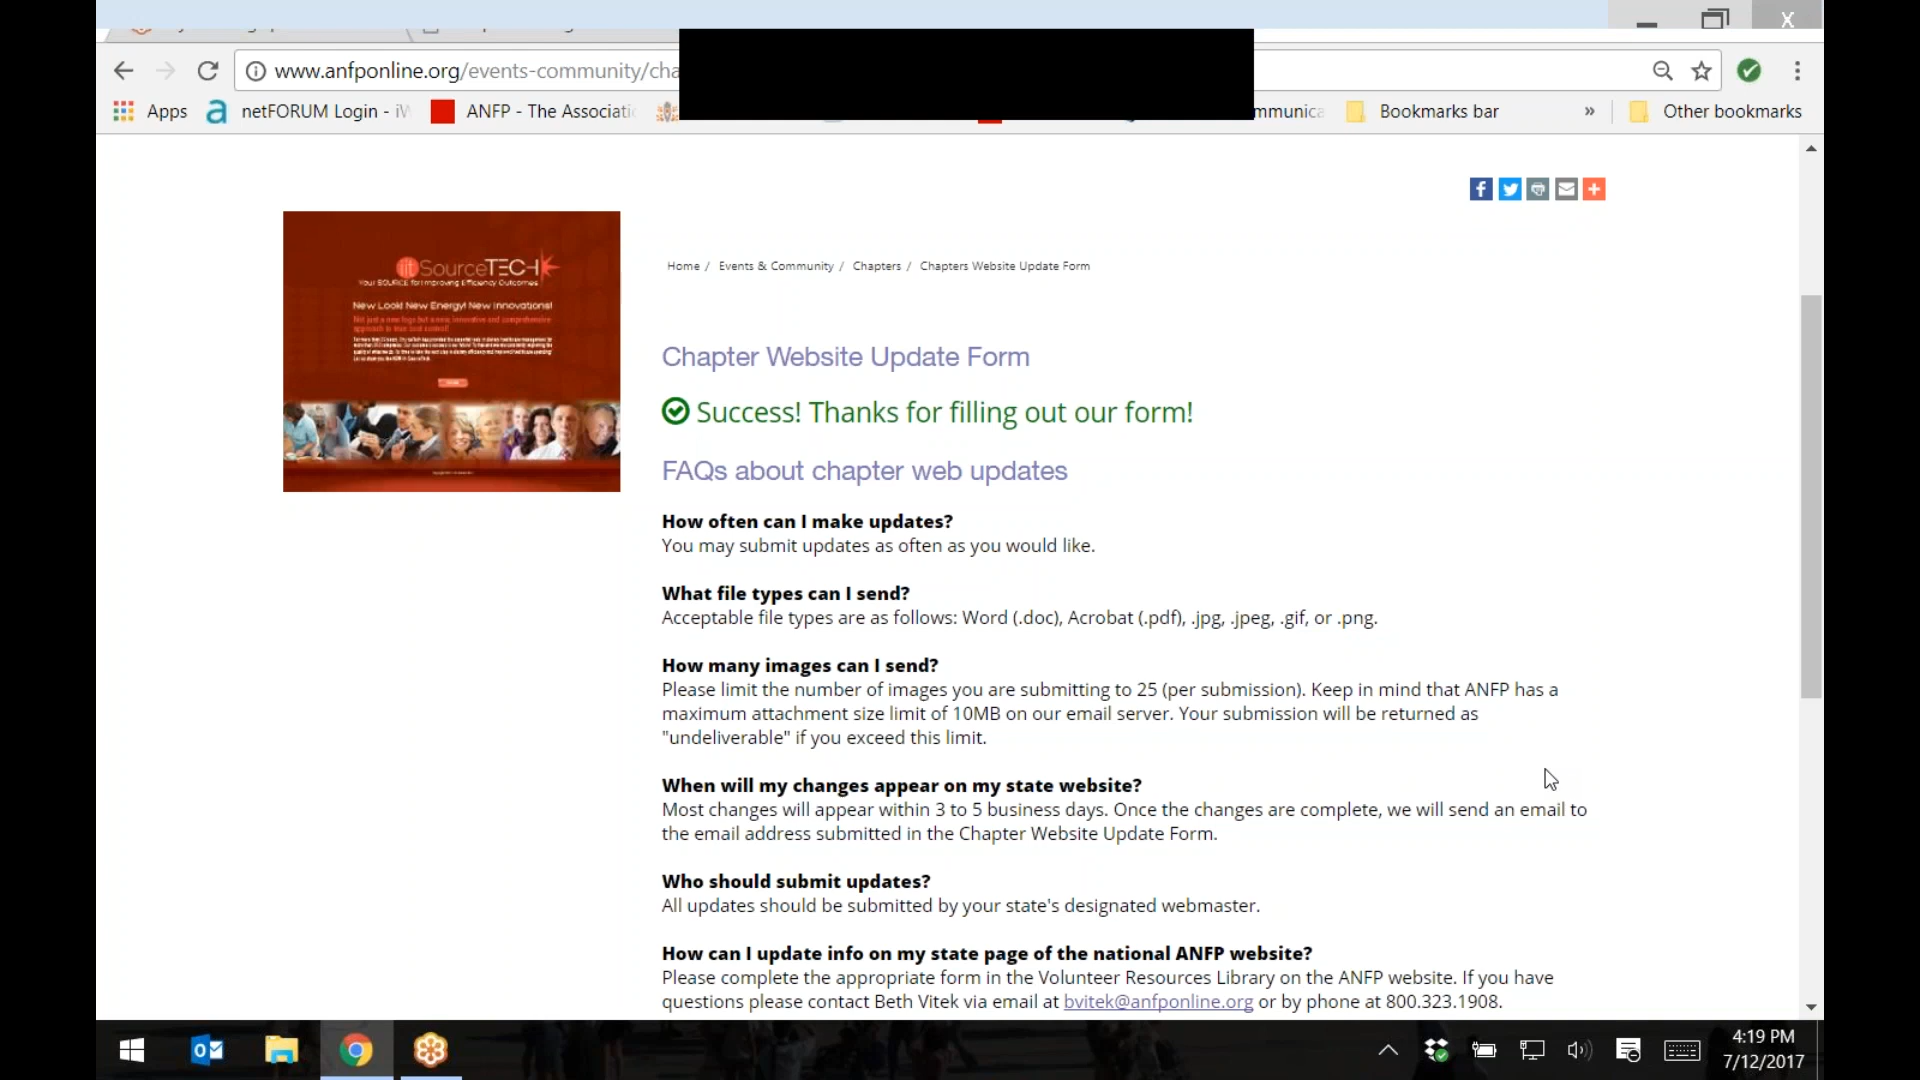 www.anfponline.org/events-community/cha
Apps netFORUM Login - iW ANFP - The Associatio mmunica Bookmarks bar » Other bookmarks
SourceTECH
Your SOURCE for Improving Efficiency Outcomes
New Look! New Energy! New Innovations!
Home / Events & Community / Chapters / Chapters Website Update Form
Chapter Website Update Form
Success! Thanks for filling out our form!
FAQs about chapter web updates
How often can I make updates?
You may submit updates as often as you would like.
What file types can I send?
Acceptable file types are as follows: Word (.doc), Acrobat (.pdf), .jpg, .jpeg, .gif, or .png.
How many images can I send?
Please limit the number of images you are submitting to 25 (per submission). Keep in mind that ANFP has a
maximum attachment size limit of 10MB on our email server. Your submission will be returned as
"undeliverable" if you exceed this limit.
When will my changes appear on my state website?
Most changes will appear within 3 to 5 business days. Once the changes are complete, we will send an email to
the email address submitted in the Chapter Website Update Form.
Who should submit updates?
All updates should be submitted by your state's designated webmaster.
How can I update info on my state page of the national ANFP website?
Please complete the appropriate form in the Volunteer Resources Library on the ANFP website. If you have
questions please contact Beth Vitek via email at bvitek@anfponline.org or by phone at 800.323.1908.
4:19 PM
7/12/2017